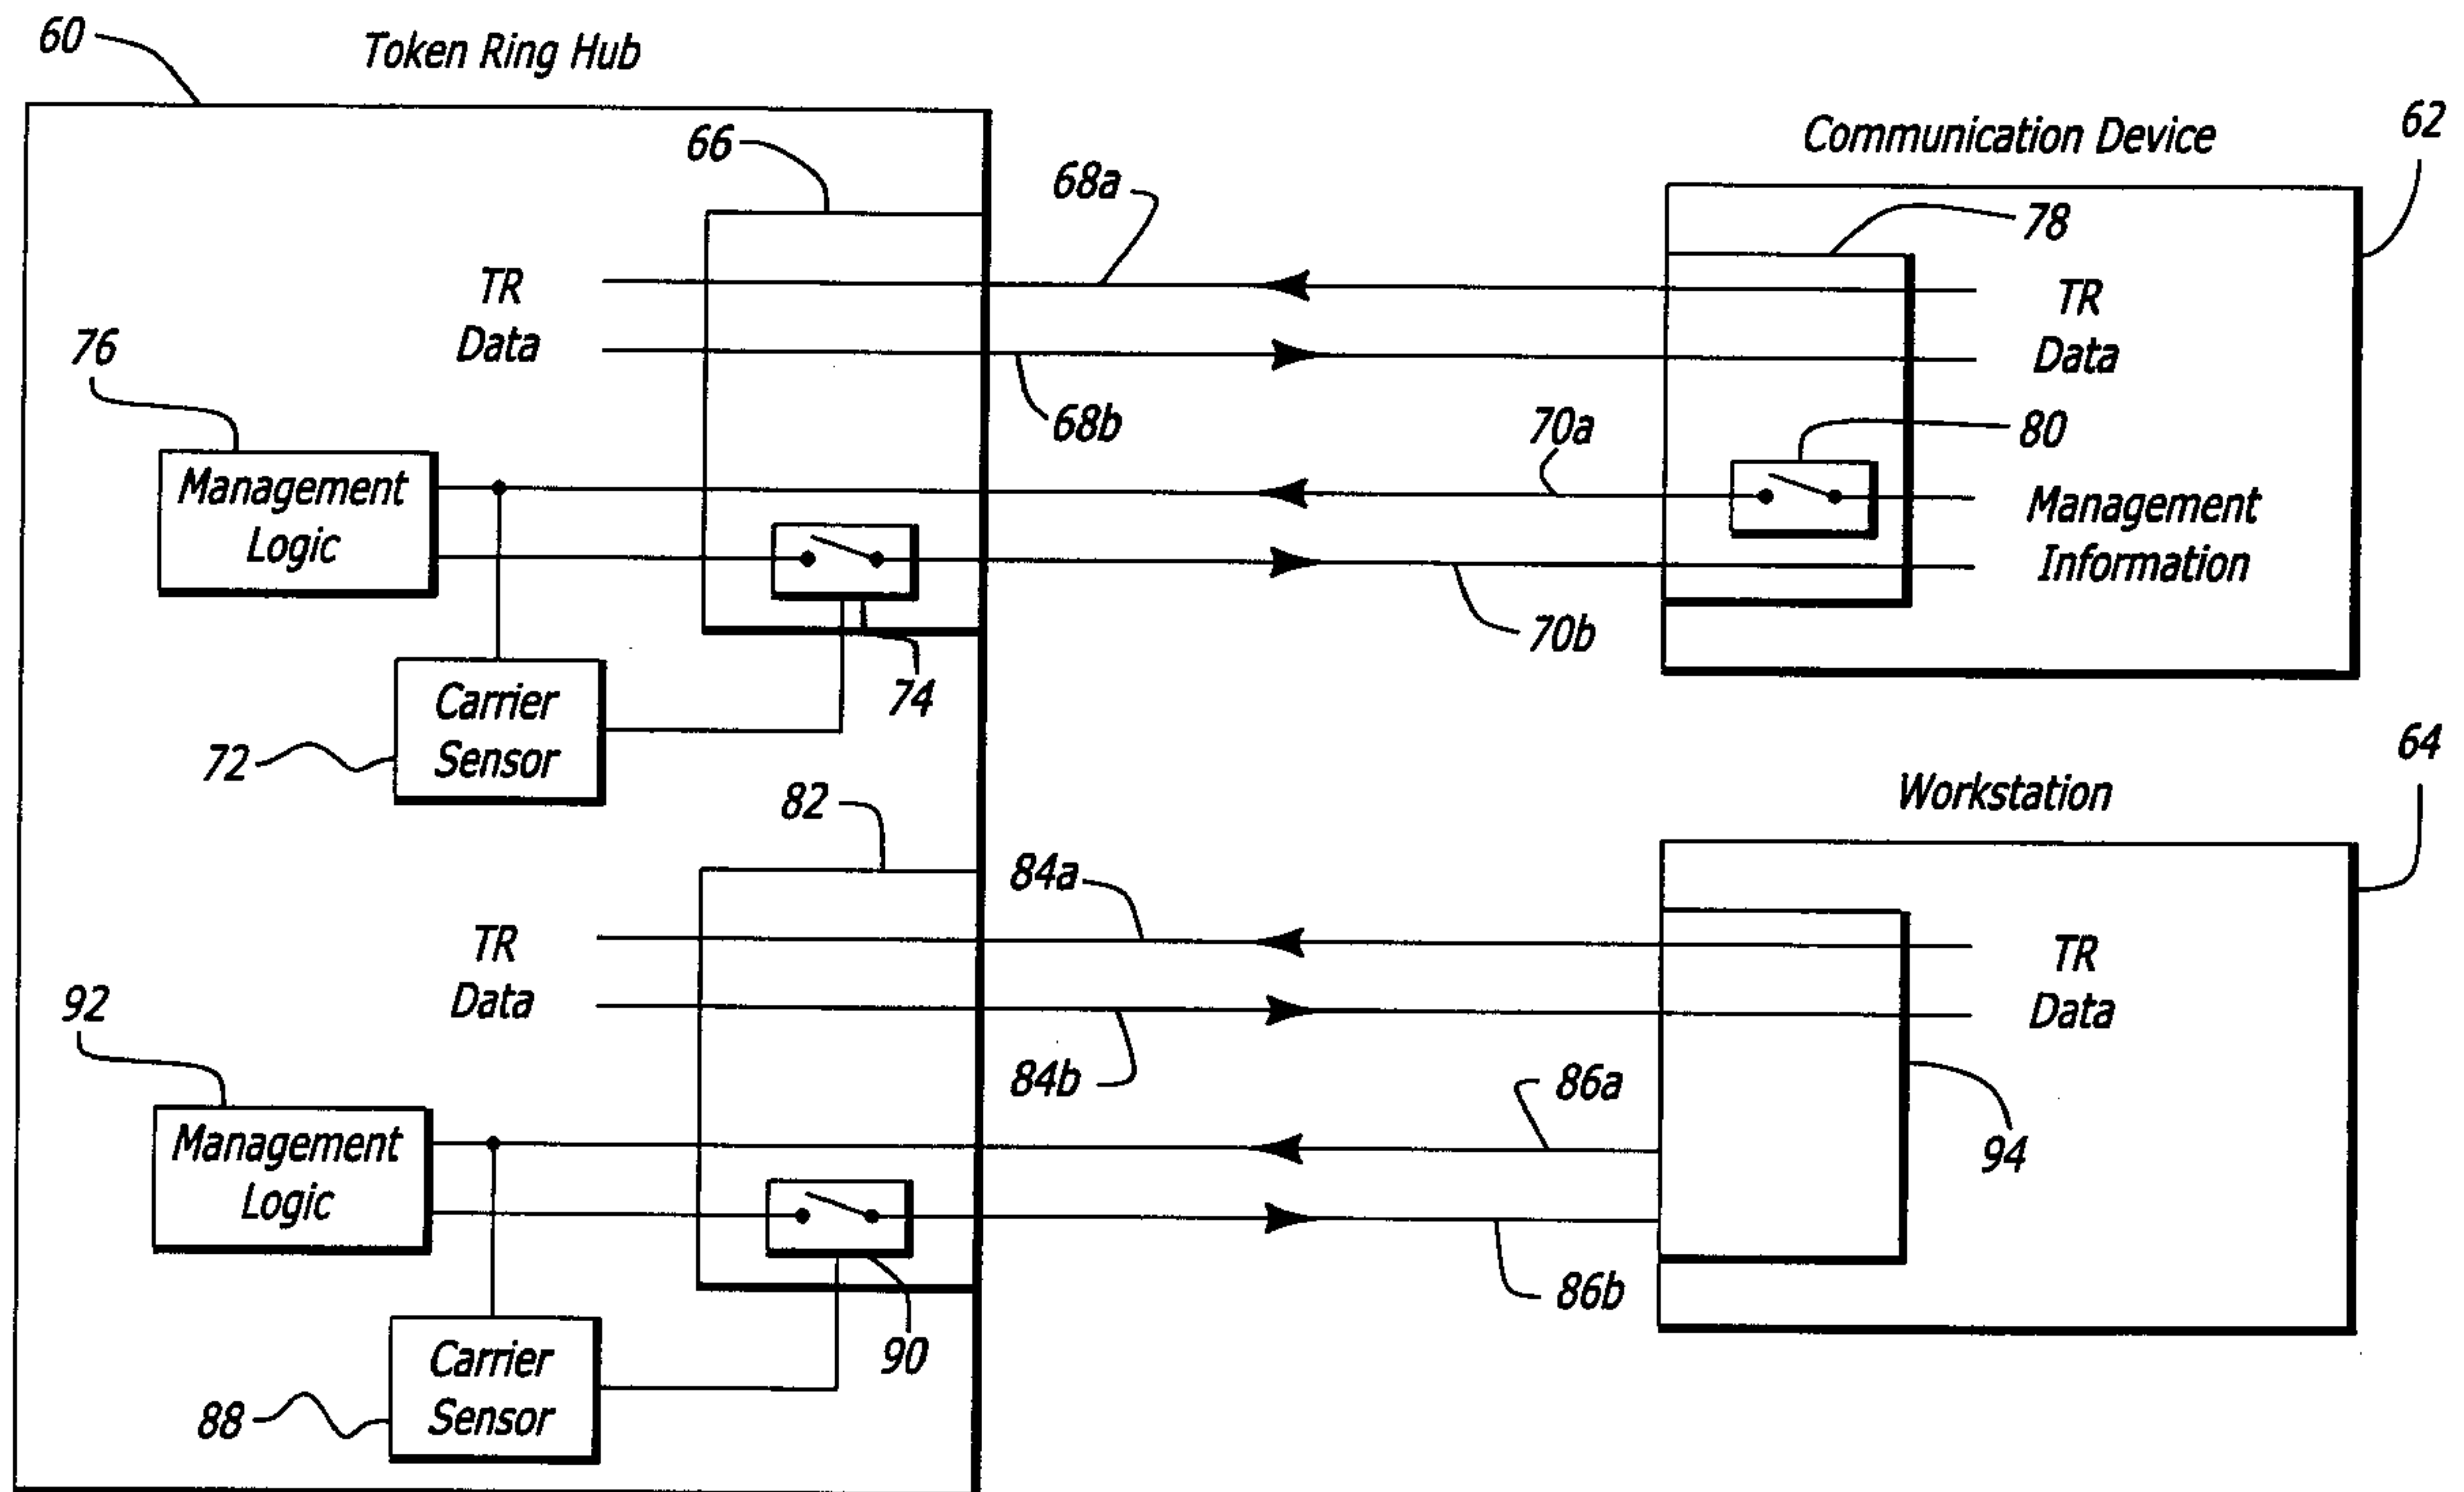 60
Token Ring Hub
66
68a
Communication Device
62
78
TR
Data
TR
Data
76
68b
70a
80
Management
Logic
Management
Information
70b
74
Carrier
Sensor
72
64
82
Workstation
84a
TR
Data
TR
Data
92
84b
86a
94
Management
Logic
86b
90
Carrier
Sensor
88